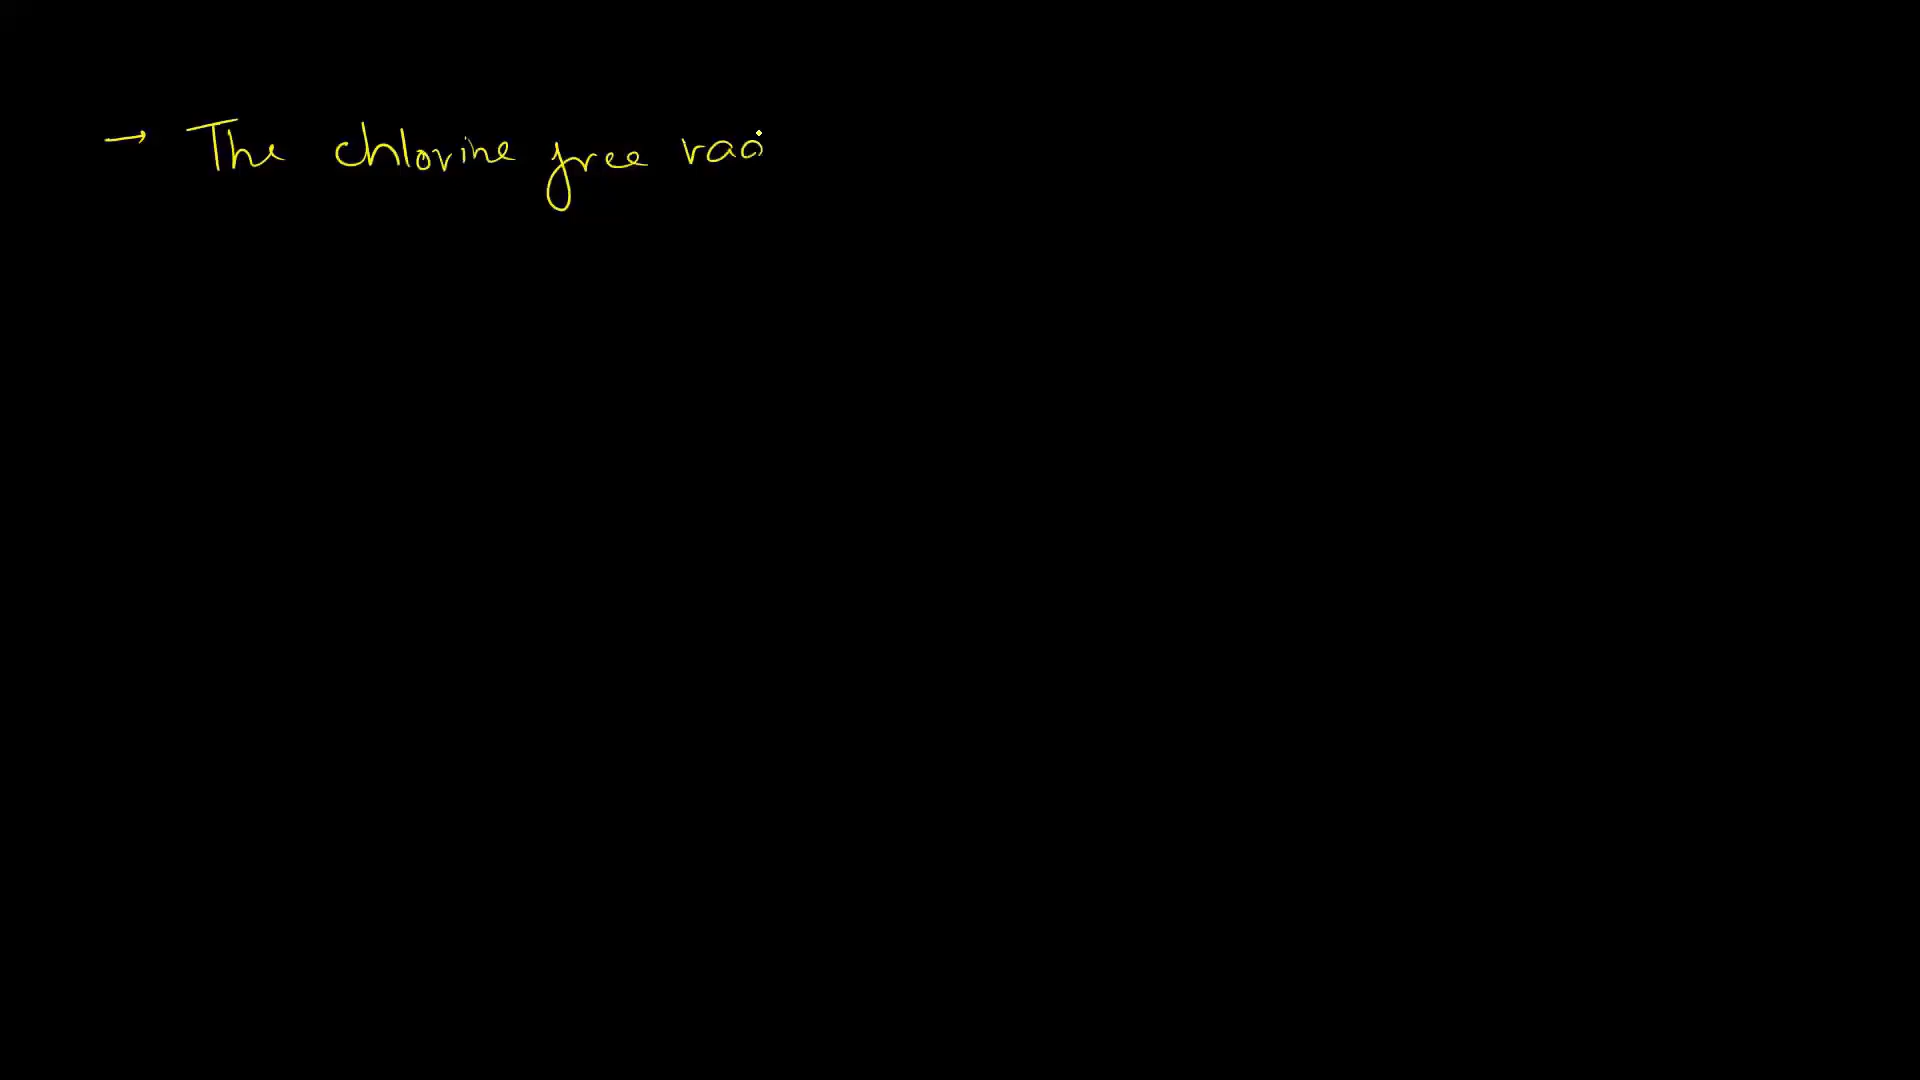 → The chlorine free rad